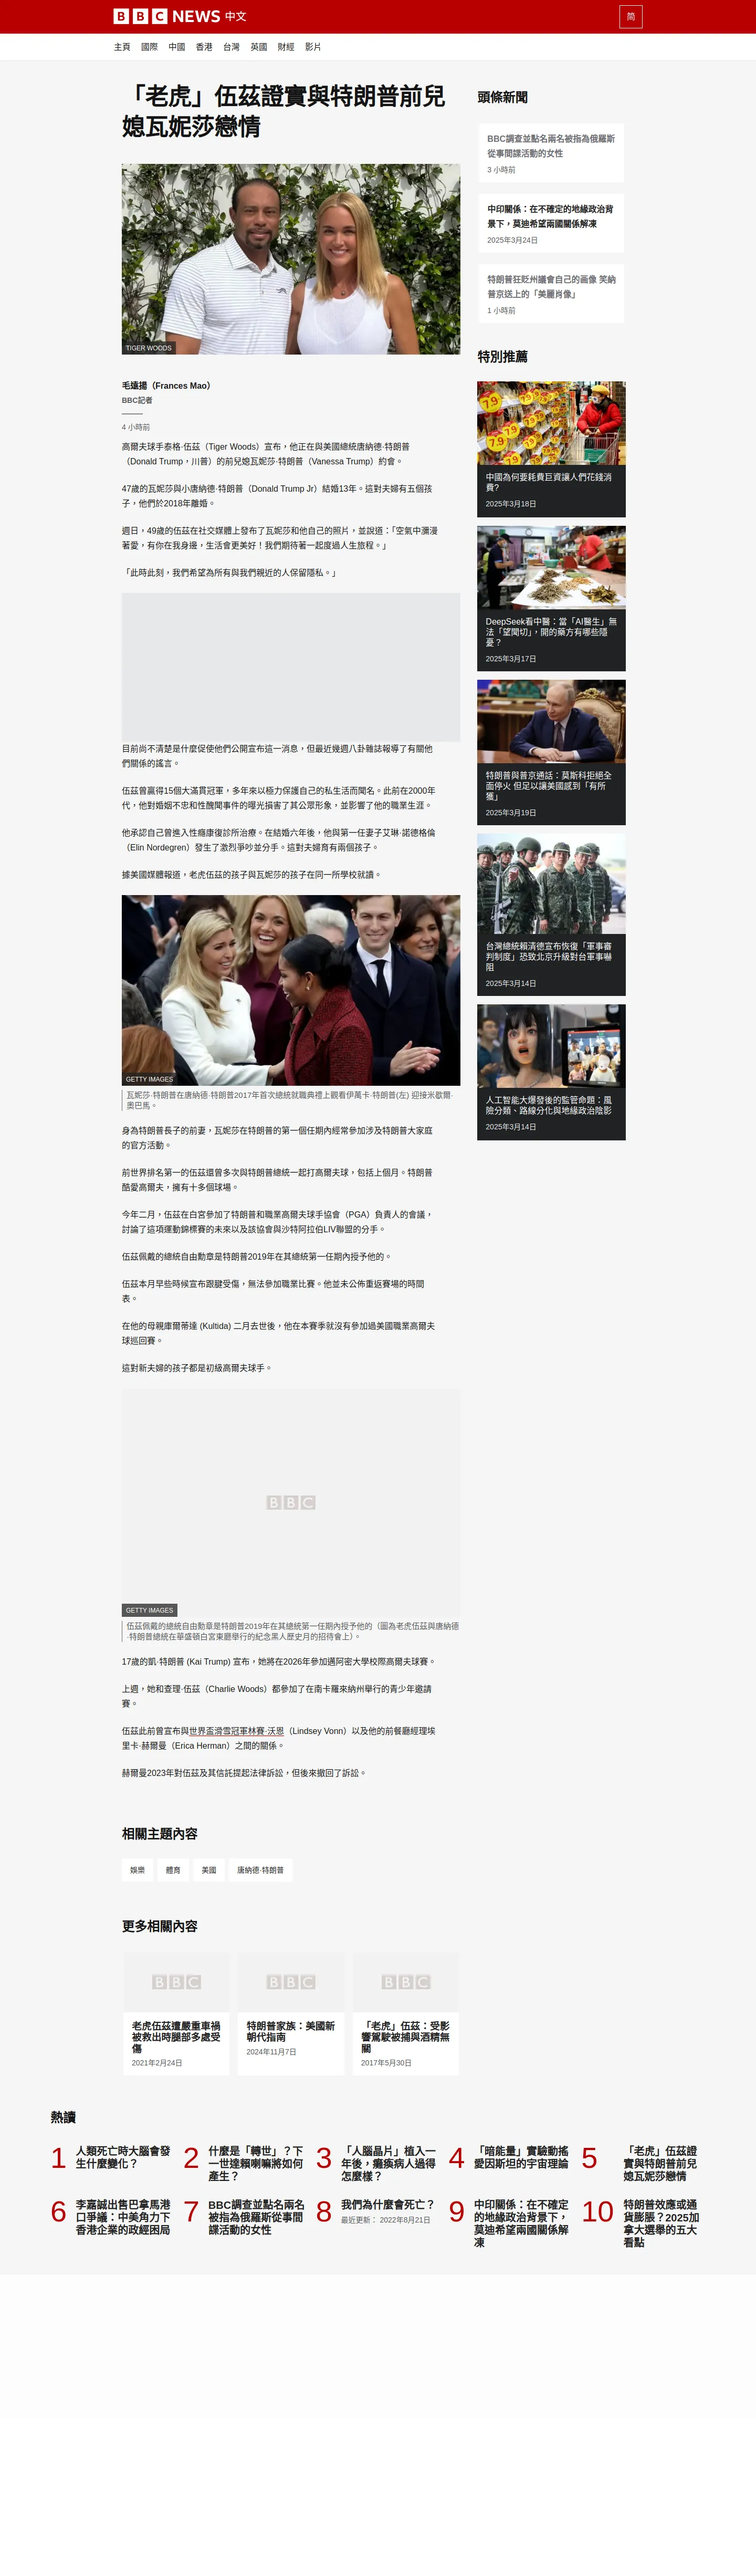 BBC NEWS 中文
简
主頁 國際 中國 香港 台灣 英國 財經 影片
「老虎」伍茲證實與特朗普前兒
媳瓦妮莎戀情
TIGER WOODS
毛遠揚（Frances Mao）
BBC記者
4 小時前
高爾夫球手泰格·伍茲（Tiger Woods）宣布，他正在與美國總統唐納德·特朗普
（Donald Trump，川普）的前兒媳瓦妮莎·特朗普（Vanessa Trump）約會。
47歲的瓦妮莎與小唐納德·特朗普（Donald Trump Jr）結婚13年。這對夫婦有五個孩
子，他們於2018年離婚。
週日，49歲的伍茲在社交媒體上發布了瓦妮莎和他自己的照片，並說道：「空氣中瀰漫
著愛，有你在我身邊，生活會更美好！我們期待著一起度過人生旅程。」
「此時此刻，我們希望為所有與我們親近的人保留隱私。」
目前尚不清楚是什麼促使他們公開宣布這一消息，但最近幾週八卦雜誌報導了有關他
們關係的謠言。
伍茲曾贏得15個大滿貫冠軍，多年來以極力保護自己的私生活而聞名。此前在2000年
代，他對婚姻不忠和性醜聞事件的曝光損害了其公眾形象，並影響了他的職業生涯。
他承認自己曾進入性癮康復診所治療。在結婚六年後，他與第一任妻子艾琳·諾德格倫
（Elin Nordegren）發生了激烈爭吵並分手。這對夫婦育有兩個孩子。
據美國媒體報道，老虎伍茲的孩子與瓦妮莎的孩子在同一所學校就讀。
GETTY IMAGES
瓦妮莎·特朗普在唐納德·特朗普2017年首次總統就職典禮上觀看伊萬卡·特朗普(左) 迎接米歇爾·
奧巴馬。
身為特朗普長子的前妻，瓦妮莎在特朗普的第一個任期內經常參加涉及特朗普大家庭
的官方活動。
前世界排名第一的伍茲還曾多次與特朗普總統一起打高爾夫球，包括上個月。特朗普
酷愛高爾夫，擁有十多個球場。
今年二月，伍茲在白宮參加了特朗普和職業高爾夫球手協會（PGA）負責人的會議，
討論了這項運動錦標賽的未來以及該協會與沙特阿拉伯LIV聯盟的分手。
伍茲佩戴的總統自由勳章是特朗普2019年在其總統第一任期內授予他的。
伍茲本月早些時候宣布跟腱受傷，無法參加職業比賽。他並未公佈重返賽場的時間
表。
在他的母親庫爾蒂達 (Kultida) 二月去世後，他在本賽季就沒有參加過美國職業高爾夫
球巡回賽。
這對新夫婦的孩子都是初級高爾夫球手。
BBC
GETTY IMAGES
伍茲佩戴的總統自由勳章是特朗普2019年在其總統第一任期內授予他的（圖為老虎伍茲與唐納德
·特朗普總統在華盛頓白宮東廳舉行的紀念黑人歷史月的招待會上）。
17歲的凱·特朗普 (Kai Trump) 宣布，她將在2026年參加邁阿密大學校際高爾夫球賽。
上週，她和查理·伍茲（Charlie Woods）都參加了在南卡羅來納州舉行的青少年邀請
賽。
伍茲此前曾宣布與世界盃滑雪冠軍林賽·沃恩（Lindsey Vonn）以及他的前餐廳經理埃
里卡·赫爾曼（Erica Herman）之間的關係。
赫爾曼2023年對伍茲及其信託提起法律訴訟，但後來撤回了訴訟。
相關主題內容
娛樂 體育 美國 唐納德·特朗普
更多相關內容
BBC
老虎伍茲遭嚴重車禍
被救出時腿部多處受
傷
2021年2月24日
BBC
特朗普家族：美國新
朝代指南
2024年11月7日
BBC
「老虎」伍茲：受影
響駕駛被捕與酒精無
關
2017年5月30日
頭條新聞
BBC調查並點名兩名被指為俄羅斯
從事間諜活動的女性
3 小時前
中印關係：在不確定的地緣政治背
景下，莫迪希望兩國關係解凍
2025年3月24日
特朗普狂貶州議會自己的画像 笑納
普京送上的「美麗肖像」
1 小時前
特別推薦
7.9
7.9
7.9
7.9
中國為何要耗費巨資讓人們花錢消
費?
2025年3月18日
DeepSeek看中醫：當「AI醫生」無
法「望聞切」，開的藥方有哪些隱
憂？
2025年3月17日
特朗普與普京通話：莫斯科拒絕全
面停火 但足以讓美國感到「有所
獲」
2025年3月19日
台灣總統賴清德宣布恢復「軍事審
判制度」恐致北京升級對台軍事嚇
阻
2025年3月14日
人工智能大爆發後的監管命題：風
險分類、路線分化與地緣政治陰影
2025年3月14日
熱讀
1 人類死亡時大腦會發
生什麼變化？
2 什麼是「轉世」？下
一世達賴喇嘛將如何
產生？
3 「人腦晶片」植入一
年後，癱瘓病人過得
怎麼樣？
4 「暗能量」實驗動搖
愛因斯坦的宇宙理論
5 「老虎」伍茲證
實與特朗普前兒
媳瓦妮莎戀情
6 李嘉誠出售巴拿馬港
口爭議：中美角力下
香港企業的政經困局
7 BBC調查並點名兩名
被指為俄羅斯從事間
諜活動的女性
8 我們為什麼會死亡？
最近更新： 2022年8月21日
9 中印關係：在不確定
的地緣政治背景下，
莫迪希望兩國關係解
凍
10 特朗普效應或通
貨膨脹？2025加
拿大選舉的五大
看點